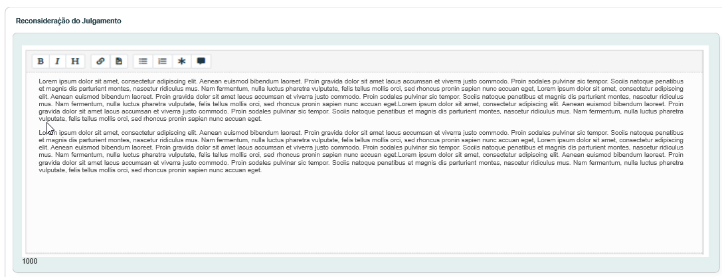 Reconsideração do Julgamento
B I H
Lorem ipsum dolor sit amet, consectetur adipiscing elit. Aenean euismod bibendum laoreet. Proin gravida dolor sit amet lacus accumsan et viverra justo commodo. Proin sodales pulvinar sic tempor. Sociis natoque penatibus
et magnis dis parturient montes, nascetur ridiculus mus. Nam fermentum, nulla luctus pharetra vulputate, felis tellus mollis orci, sed rhoncus pronin sapien nunc accuan eget. Lorem ipsum dolor sit amet, consectetur adipiscing
elit. Aenean euismod bibendum laoreet. Proin gravida dolor sit amet lacus accumsan et viverra justo commodo. Proin sodales pulvinar sic tempor. Sociis natoque penatibus et magnis dis parturient montes, nascetur ridiculus
mus. Nam fermentum, nulla luctus pharetra vulputate, felis tellus mollis orci, sed rhoncus pronin sapien nunc accuan eget.Lorem ipsum dolor sit amet, consectetur adipiscing elit. Aenean euismod bibendum laoreet. Proin
gravida dolor sit amet lacus accumsan et viverra justo commodo. Proin sodales pulvinar sic tempor. Sociis natoque penatibus et magnis dis parturient montes, nascetur ridiculus mus. Nam fermentum, nulla luctus pharetra
vulputate, felis tellus mollis orci, sed rhoncus pronin sapien nunc accuan eget.
Lorem ipsum dolor sit amet, consectetur adipiscing elit. Aenean euismod bibendum laoreet. Proin gravida dolor sit amet lacus accumsan et viverra justo commodo. Proin sodales pulvinar sic tempor. Sociis natoque penatibus
et magnis dis parturient montes, nascetur ridiculus mus. Nam fermentum, nulla luctus pharetra vulputate, felis tellus mollis orci, sed rhoncus pronin sapien nunc accuan eget. Lorem ipsum dolor sit amet, consectetur adipiscing
elit. Aenean euismod bibendum laoreet. Proin gravida dolor sit amet lacus accumsan et viverra justo commodo. Proin sodales pulvinar sic tempor. Sociis natoque penatibus et magnis dis parturient montes, nascetur ridiculus
mus. Nam fermentum, nulla luctus pharetra vulputate, felis tellus mollis orci, sed rhoncus pronin sapien nunc accuan eget.Lorem ipsum dolor sit amet, consectetur adipiscing elit. Aenean euismod bibendum laoreet. Proin
gravida dolor sit amet lacus accumsan et viverra justo commodo. Proin sodales pulvinar sic tempor. Sociis natoque penatibus et magnis dis parturient montes, nascetur ridiculus mus. Nam fermentum, nulla luctus pharetra
vulputate, felis tellus mollis orci, sed rhoncus pronin sapien nunc accuan eget.
1000